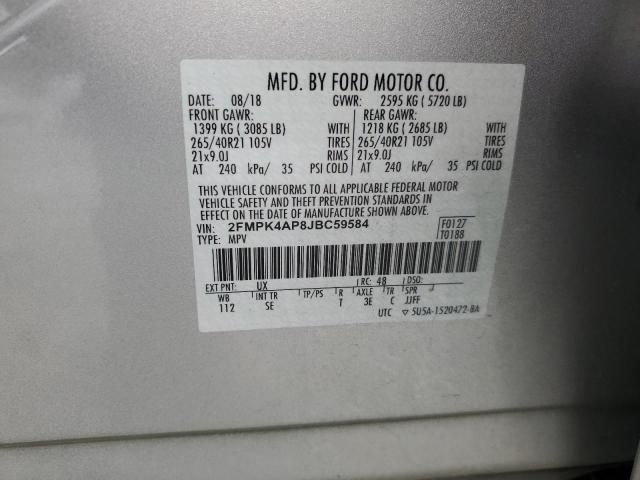 MFD. BY FORD MOTOR CO.
DATE: 08/18 GVWR: 2595 KG ( 5720 LB)
FRONT GAWR: REAR GAWR:
1399 KG ( 3085 LB) WITH 1218 KG ( 2685 LB) WITH
265/40R21 105V TIRES 265/40R21 105V TIRES
21x9.0J RIMS 21x9.0J RIMS
AT 240 kPa/ 35 PSI COLD AT 240 kPa/ 35 PSI COLD
THIS VEHICLE CONFORMS TO ALL APPLICABLE FEDERAL MOTOR
VEHICLE SAFETY AND THEFT PREVENTION STANDARDS IN
EFFECT ON THE DATE OF MANUFACTURE SHOWN ABOVE.
VIN: 2FMPK4AP8JBC59584 F0127
TYPE: MPV T0188
EXT PNT: UX RC: 48 DSO:
WB INT TR TP/PS R AXLE TR SPR
112 SE T 3E C JJFF
UTC ▽ 5U5A-1520472-BA